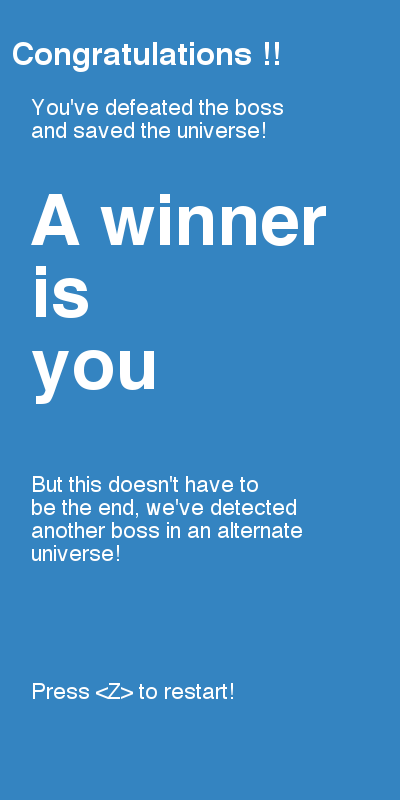 Congratulations !!
You've defeated the boss
and saved the universe!
A winner
is
you
But this doesn't have to
be the end, we've detected
another boss in an alternate
universe!
Press <Z> to restart!